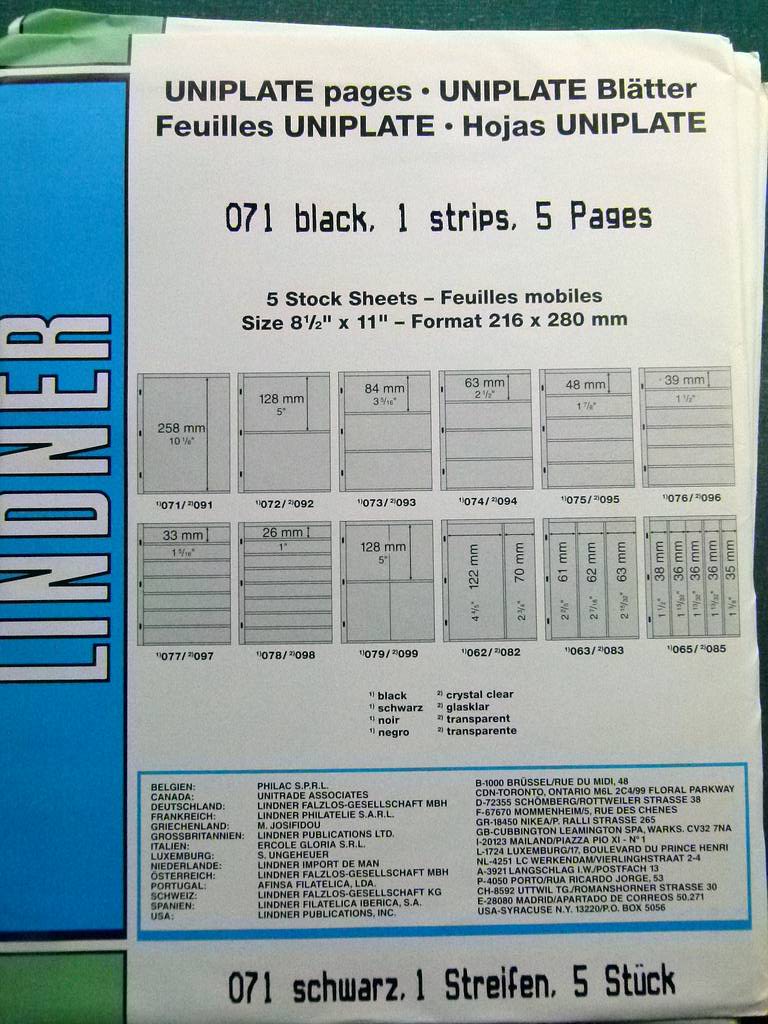 UNIPLATE pages • UNIPLATE Blätter
Feuilles UNIPLATE • Hojas UNIPLATE
071 black, 1 strips, 5 Pages
5 Stock Sheets – Feuilles mobiles
Size 8½" x 11" – Format 216 x 280 mm
LINDNER
258 mm
10 ⅛"
128 mm
5"
84 mm
3 5/16"
63 mm
2 ½"
48 mm
1 ⅞"
39 mm
1 ½"
¹⁾071/²⁾091
¹⁾072/²⁾092
¹⁾073/²⁾093
¹⁾074/²⁾094
¹⁾075/²⁾095
¹⁾076/²⁾096
33 mm
1 5/16"
26 mm
1"
128 mm
5"
122 mm
70 mm
61 mm
62 mm
63 mm
38 mm
36 mm
36 mm
36 mm
35 mm
¹⁾077/²⁾097
¹⁾078/²⁾098
¹⁾079/²⁾099
¹⁾062/²⁾082
¹⁾063/²⁾083
¹⁾065/²⁾085
¹⁾ black ²⁾ crystal clear
¹⁾ schwarz ²⁾ glasklar
¹⁾ noir ²⁾ transparent
¹⁾ negro ²⁾ transparente
BELGIEN: PHILAC S.P.R.L. B-1000 BRÜSSEL/RUE DU MIDI, 48
CANADA: UNITRADE ASSOCIATES CDN-TORONTO, ONTARIO M6L 2C4/99 FLORAL PARKWAY
DEUTSCHLAND: LINDNER FALZLOS-GESELLSCHAFT MBH D-72355 SCHÖMBERG/ROTTWEILER STRASSE 38
FRANKREICH: LINDNER PHILATELIE S.A.R.L. F-67670 MOMMENHEIM/5, RUE DES CHENES
GRIECHENLAND: M. JOSIFIDOU GR-18450 NIKEA/P. RALLI STRASSE 265
GROSSBRITANNIEN: LINDNER PUBLICATIONS LTD. GB-CUBBINGTON LEAMINGTON SPA, WARKS. CV32 7NA
ITALIEN: ERCOLE GLORIA S.R.L. I-20123 MAILAND/PIAZZA PIO XI - N° 1
LUXEMBURG: S. UNGEHEUER L-1724 LUXEMBURG/17, BOULEVARD DU PRINCE HENRI
NIEDERLANDE: LINDNER IMPORT DE MAN NL-4251 LC WERKENDAM/VIERLINGHSTRAAT 2-4
ÖSTERREICH: LINDNER FALZLOS-GESELLSCHAFT MBH A-3921 LANGSCHLAG I.W./POSTFACH 13
PORTUGAL: AFINSA FILATELICA, LDA. P-4050 PORTO/RUA RICARDO JORGE, 53
SCHWEIZ: LINDNER FALZLOS-GESELLSCHAFT KG CH-8592 UTTWIL TG./ROMANSHORNER STRASSE 30
SPANIEN: LINDNER FILATELICA IBERICA, S.A. E-28080 MADRID/APARTADO DE CORREOS 50.271
USA: LINDNER PUBLICATIONS, INC. USA-SYRACUSE N.Y. 13220/P.O. BOX 5056
071 schwarz, 1 Streifen, 5 Stück